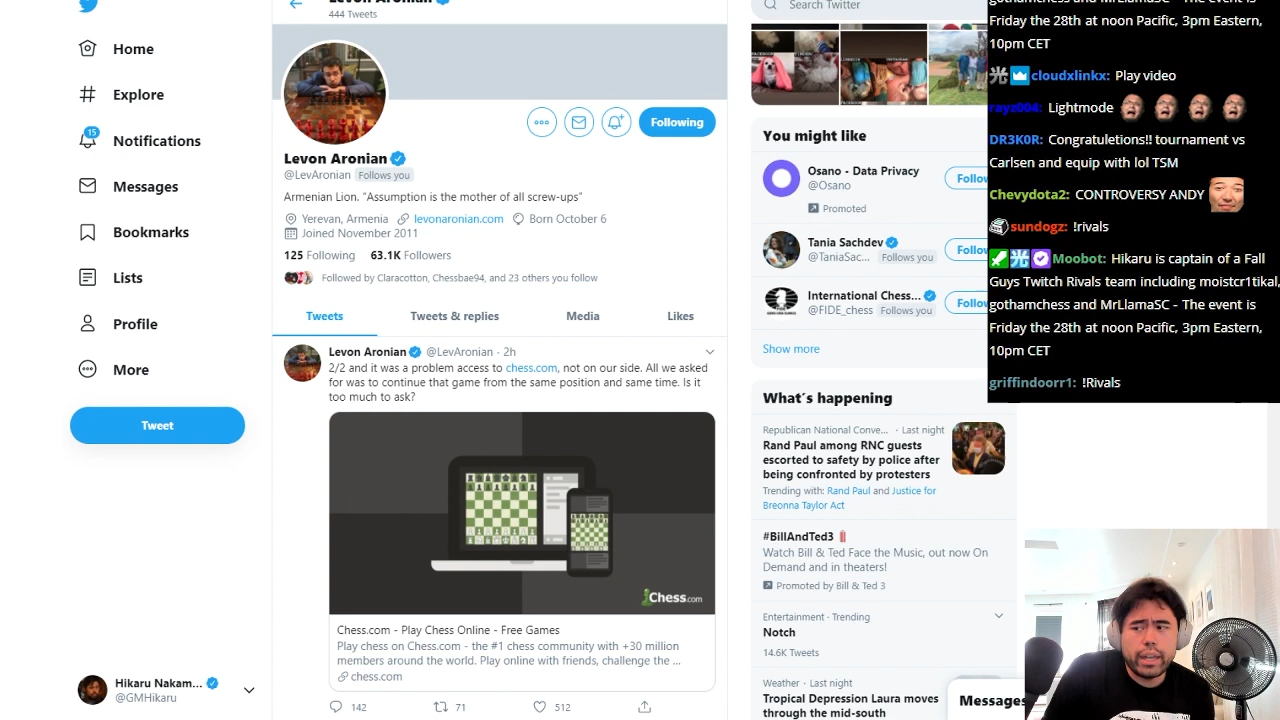 Home
Explore
15
Notifications
Messages
Bookmarks
Lists
Profile
More
Tweet
Hikaru Nakam...
@GMHikaru
Levon Aronian
444 Tweets
Following
Levon Aronian
@LevAronian Follows you
Armenian Lion. “Assumption is the mother of all screw-ups”
Yerevan, Armenia levonaronian.com Born October 6
Joined November 2011
125 Following 63.1K Followers
Followed by Claracotton, Chessbae94, and 23 others you follow
Tweets Tweets & replies Media Likes
Levon Aronian @LevAronian · 2h
2/2 and it was a problem access to chess.com, not on our side. All we asked
for was to continue that game from the same position and same time. Is it
too much to ask?
Chess.com
Chess.com - Play Chess Online - Free Games
Play chess on Chess.com - the #1 chess community with +30 million
members around the world. Play online with friends, challenge the ...
chess.com
142 71 512
Search Twitter
You might like
Osano - Data Privacy
@Osano
Follow
Promoted
Tania Sachdev
@TaniaSac... Follows you
Follow
International Chess...
@FIDE_chess Follows you
Follow
Show more
What's happening
Republican National Conve... · Last night
Rand Paul among RNC guests
escorted to safety by police after
being confronted by protesters
Trending with: Rand Paul and Justice for
Breonna Taylor Act
#BillAndTed3
Watch Bill & Ted Face the Music, out now On
Demand and in theaters!
Promoted by Bill & Ted 3
Entertainment · Trending
Notch
14.6K Tweets
Weather · Last night
Tropical Depression Laura moves
through the mid-south
Messages
gothamchess and MrLlamaSC - The event is
Friday the 28th at noon Pacific, 3pm Eastern,
10pm CET
光 cloudxlinkx: Play video
rayz004: Lightmode
DR3K0R: Congratulations!! tournament vs
Carlsen and equip with lol TSM
Chevydota2: CONTROVERSY ANDY
sundogz: !rivals
光 Moobot: Hikaru is captain of a Fall
Guys Twitch Rivals team including moistcr1tikal,
gothamchess and MrLlamaSC - The event is
Friday the 28th at noon Pacific, 3pm Eastern,
10pm CET
griffindoorr1: !Rivals